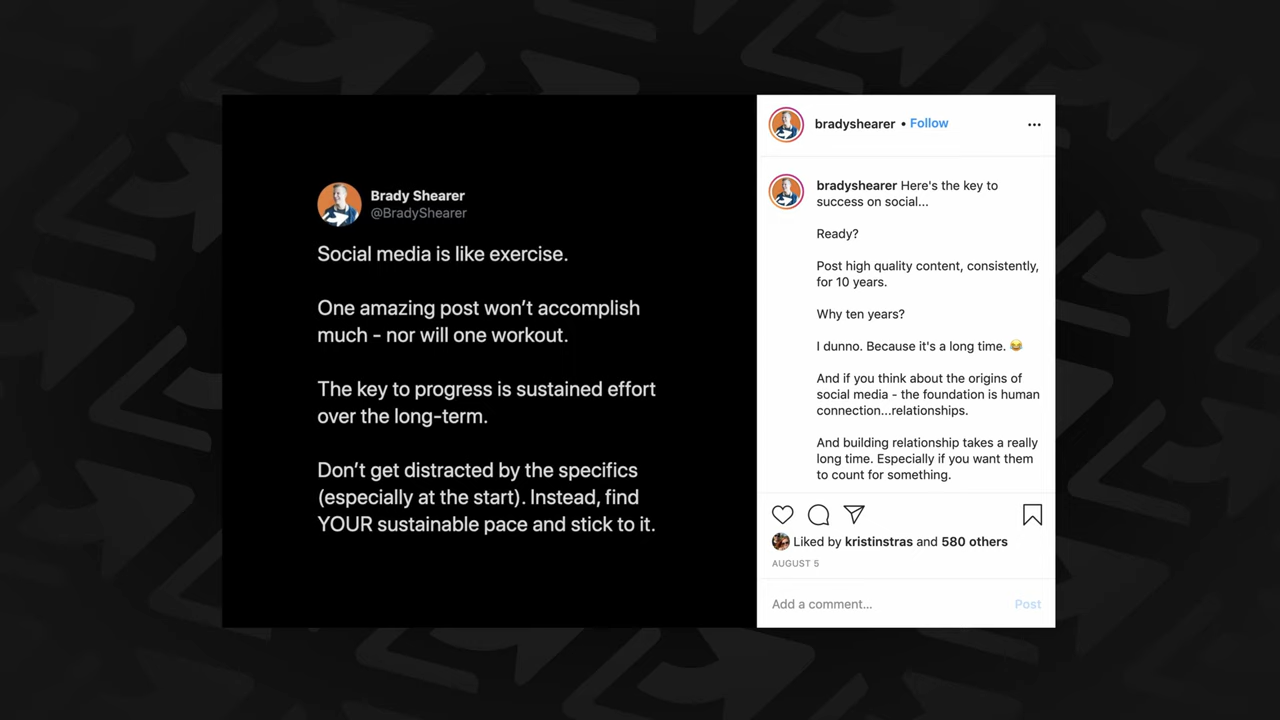 Brady Shearer
@BradyShearer
Social media is like exercise.
One amazing post won’t accomplish
much - nor will one workout.
The key to progress is sustained effort
over the long-term.
Don’t get distracted by the specifics
(especially at the start). Instead, find
YOUR sustainable pace and stick to it.
bradyshearer • Follow
bradyshearer Here's the key to
success on social...
Ready?
Post high quality content, consistently,
for 10 years.
Why ten years?
I dunno. Because it's a long time. 😂
And if you think about the origins of
social media - the foundation is human
connection...relationships.
And building relationship takes a really
long time. Especially if you want them
to count for something.
Liked by kristinstras and 580 others
AUGUST 5
Add a comment... Post